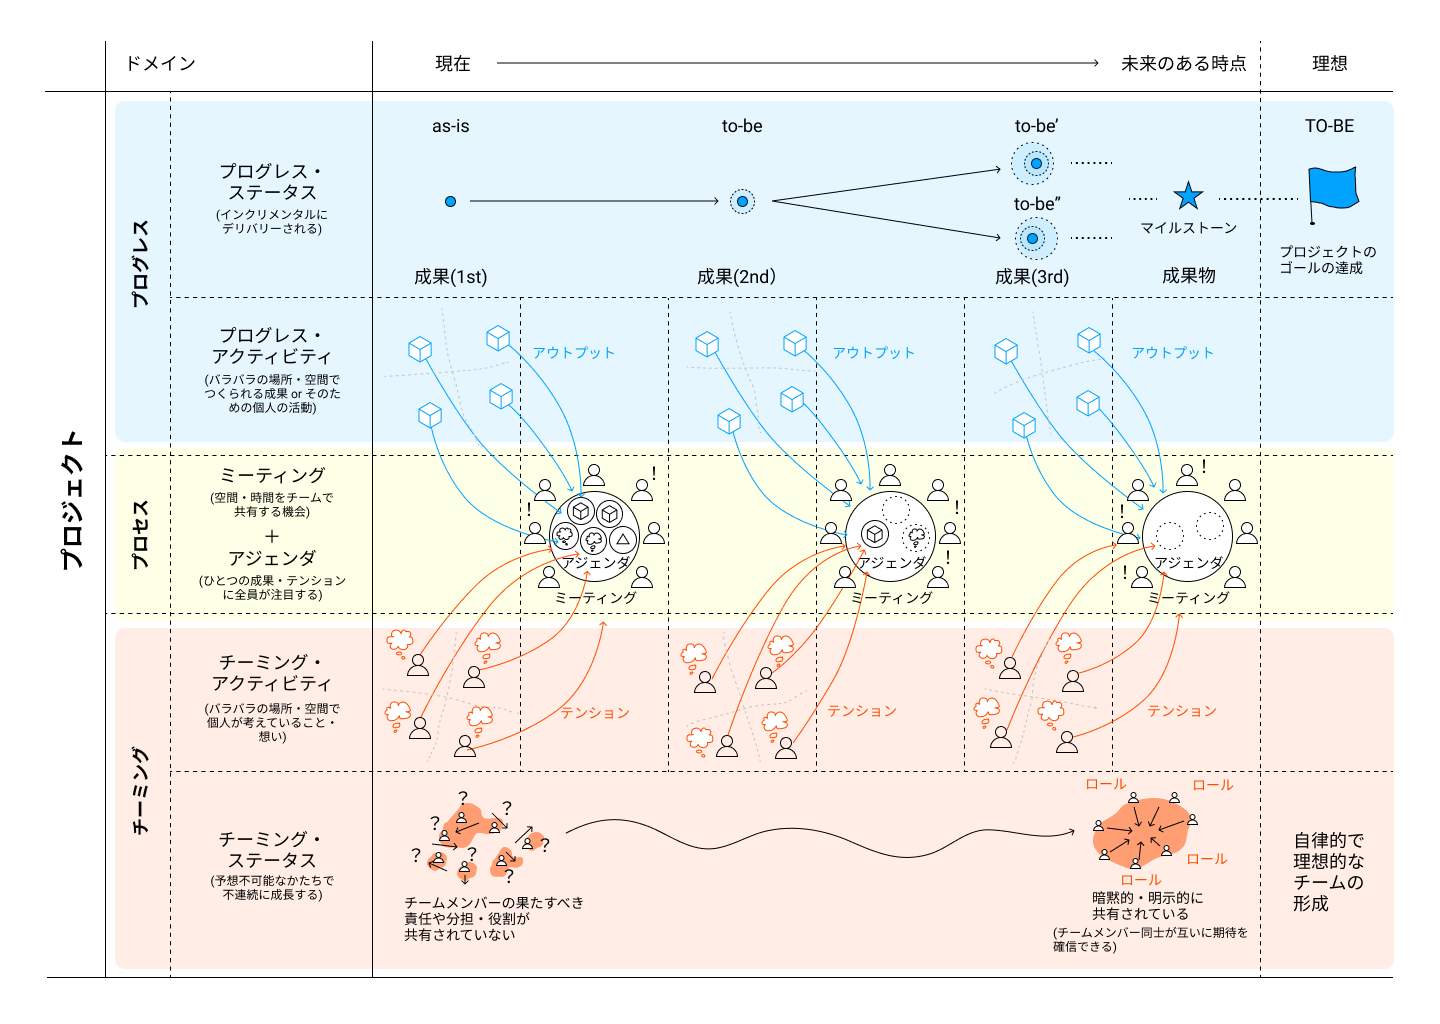 ドメイン
現在
未来のある時点
理想
プロジェクト
プログレス
プログレス・
ステータス
(インクリメンタルに
デリバリーされる)
as-is
to-be
to-be’
to-be”
TO-BE
マイルストーン
プロジェクトの
ゴールの達成
成果(1st)
成果(2nd）
成果(3rd)
成果物
プログレス・
アクティビティ
(バラバラの場所・空間で
つくられる成果 or そのた
めの個人の活動)
アウトプット
アウトプット
アウトプット
プロセス
ミーティング
(空間・時間をチームで
共有する機会)
＋
アジェンダ
(ひとつの成果・テンション
に全員が注目する)
!
!
アジェンダ
ミーティング
!
!
アジェンダ
ミーティング
!
!
!
アジェンダ
ミーティング
チーミング
チーミング・
アクティビティ
(バラバラの場所・空間で
個人が考えていること・
想い)
テンション
テンション
テンション
チーミング・
ステータス
(予想不可能なかたちで
不連続に成長する)
?
?
?
?
?
?
?
チームメンバーの果たすべき
責任や分担・役割が
共有されていない
ロール
ロール
ロール
ロール
暗黙的・明示的に
共有されている
(チームメンバー同士が互いに期待を
確信できる)
自律的で
理想的な
チームの
形成